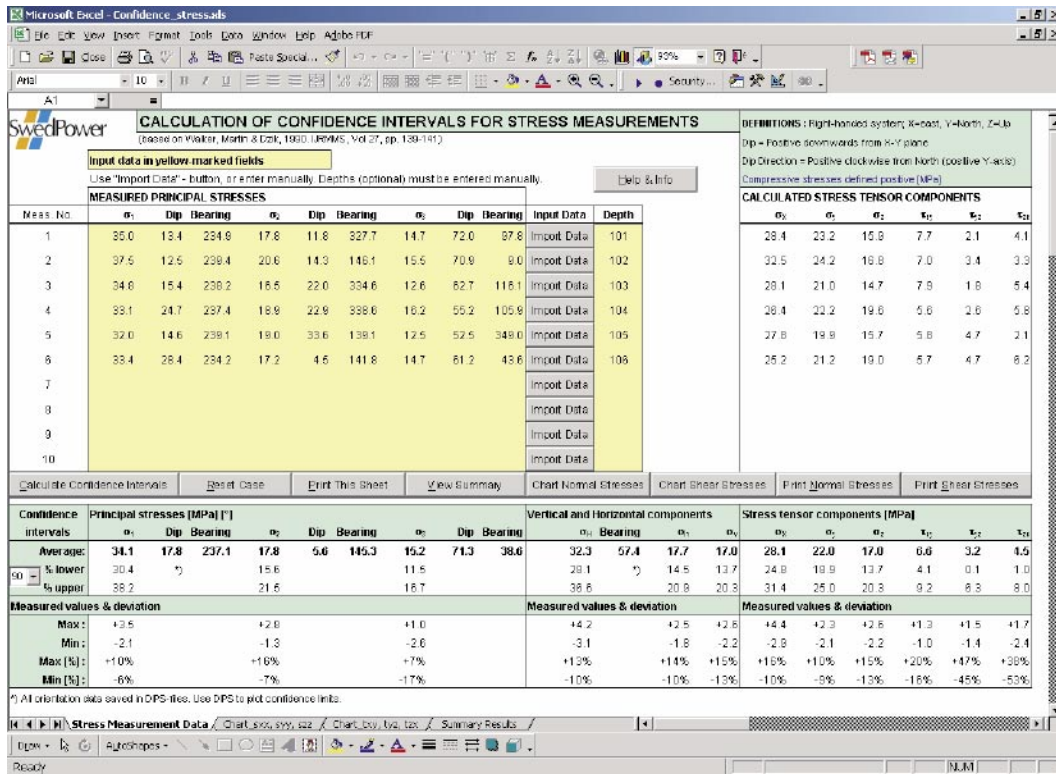 Microsoft Excel - Confidence_stress.xls
File Edit View Insert Format Tools Data Window Help Adobe PDF
Close Paste Special... 93%
Arial 10 Security...
A1 =
SwedPower
CALCULATION OF CONFIDENCE INTERVALS FOR STRESS MEASUREMENTS
(based on Walker, Martin & Dzik, 1990. IJRMMS, Vol 27, pp. 139-141)
Input data in yellow-marked fields
Use "Import Data" - button, or enter manually. Depths (optional) must be entered manually.
Help & Info
DEFINITIONS : Right-handed system; X=east, Y=North, Z=Up
Dip = Positive downwards from X-Y plane
Dip Direction = Positive clockwise from North (positive Y-axis)
Compressive stresses defined positive [MPa]
MEASURED PRINCIPAL STRESSES
CALCULATED STRESS TENSOR COMPONENTS
Meas. No. σ₁ Dip Bearing σ₂ Dip Bearing σ₃ Dip Bearing Input Data Depth
1 35.0 13.4 234.9 17.8 11.8 327.7 14.7 72.0 97.8 Import Data 101 28.4 23.2 15.9 7.7 2.1 4.1
2 37.5 12.5 239.4 20.6 14.3 146.1 15.5 70.9 9.0 Import Data 102 32.5 24.2 16.8 7.0 3.4 3.3
3 34.8 15.4 238.2 16.5 22.0 334.6 12.6 62.7 116.1 Import Data 103 28.1 21.0 14.7 7.9 1.8 5.4
4 33.1 24.7 237.4 18.9 22.9 338.6 16.2 55.2 105.9 Import Data 104 26.4 22.2 19.6 5.6 2.6 5.8
5 32.0 14.6 239.1 19.0 33.6 139.1 12.5 52.5 349.0 Import Data 105 27.6 19.9 15.7 5.8 4.7 2.1
6 33.4 28.4 234.2 17.2 4.5 141.8 14.7 61.2 43.6 Import Data 106 25.2 21.2 19.0 5.7 4.7 6.2
7 Import Data
8 Import Data
9 Import Data
10 Import Data
Calculate Confidence Intervals Reset Case Print This Sheet View Summary Chart Normal Stresses Chart Shear Stresses Print Normal Stresses Print Shear Stresses
Confidence intervals
Principal stresses [MPa] [°]
Vertical and Horizontal components
Stress tensor components [MPa]
σ₁ Dip Bearing σ₂ Dip Bearing σ₃ Dip Bearing σH Bearing
Average: 34.1 17.8 237.1 17.8 5.6 145.3 15.2 71.3 38.6 32.3 57.4 17.7 17.0 28.1 22.0 17.0 6.6 3.2 4.5
90 % lower 30.4 *) 15.6 11.5 28.1 *) 14.5 13.7 24.8 18.9 13.7 4.1 0.1 1.0
% upper 38.2 21.5 16.7 36.6 20.9 20.3 31.4 25.0 20.3 9.2 6.3 8.0
Measured values & deviation Measured values & deviation Measured values & deviation
Max : +3.5 +2.8 +1.0 +4.2 +2.5 +2.6 +4.4 +2.3 +2.6 +1.3 +1.5 +1.7
Min : -2.1 -1.3 -2.6 -3.1 -1.8 -2.2 -2.8 -2.1 -2.2 -1.0 -1.4 -2.4
Max [%] : +10% +16% +7% +13% +14% +15% +16% +10% +15% +20% +47% +38%
Min [%] : -6% -7% -17% -10% -10% -13% -10% -9% -13% -16% -45% -53%
*) All orientation data saved in DPS-files. Use DPS to plot confidence limits.
Stress Measurement Data Chart_sxx, syy, szz Chart_txy, tyz, tzx Summary Results
Draw AutoShapes
Ready NUM